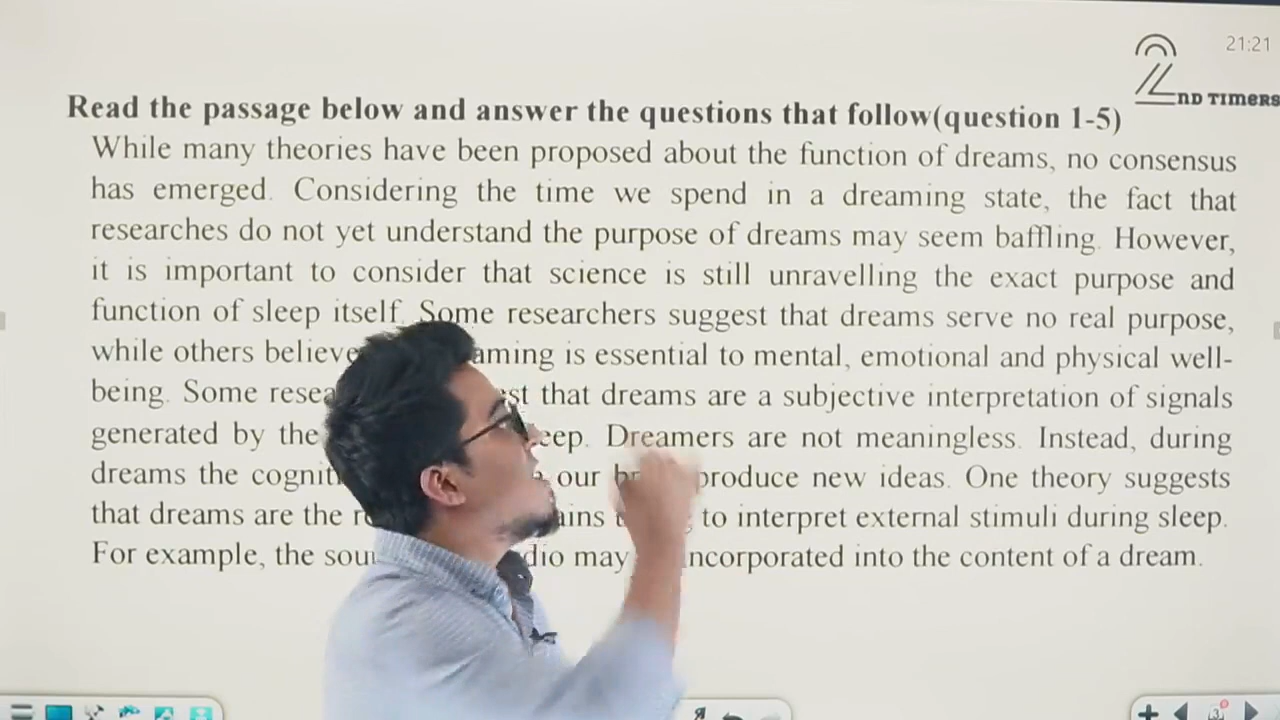 21:21
2ND TIMERS
Read the passage below and answer the questions that follow(question 1-5)
While many theories have been proposed about the function of dreams, no consensus
has emerged. Considering the time we spend in a dreaming state, the fact that
researches do not yet understand the purpose of dreams may seem baffling. However,
it is important to consider that science is still unravelling the exact purpose and
function of sleep itself. Some researchers suggest that dreams serve no real purpose,
while others believe aming is essential to mental, emotional and physical well-
being. Some resea st that dreams are a subjective interpretation of signals
generated by the eep. Dreamers are not meaningless. Instead, during
dreams the cognit our produce new ideas. One theory suggests
that dreams are the ains to interpret external stimuli during sleep.
For example, the sou dio may ncorporated into the content of a dream.